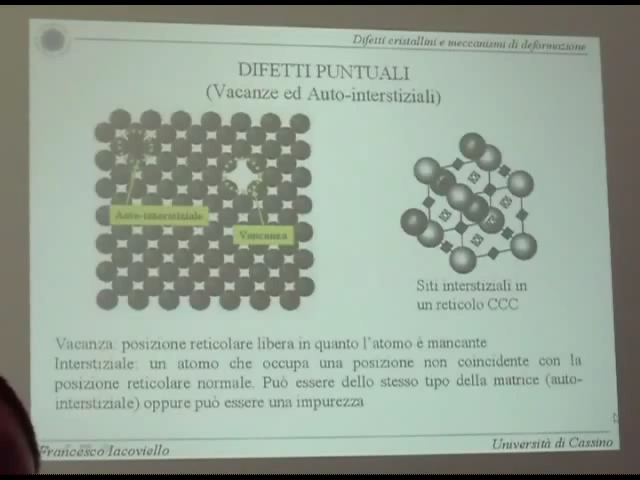 Difetti cristallini e meccanismi di deformazione
DIFETTI PUNTUALI
(Vacanze ed Auto-interstiziali)
Auto-interstiziale
Vancanza
Siti interstiziali in
un reticolo CCC
Vacanza: posizione reticolare libera in quanto l'atomo è mancante
Interstiziale: un atomo che occupa una posizione non coincidente con la
posizione reticolare normale. Può essere dello stesso tipo della matrice (auto-
interstiziale) oppure può essere una impurezza
Francesco Iacoviello
Università di Cassino